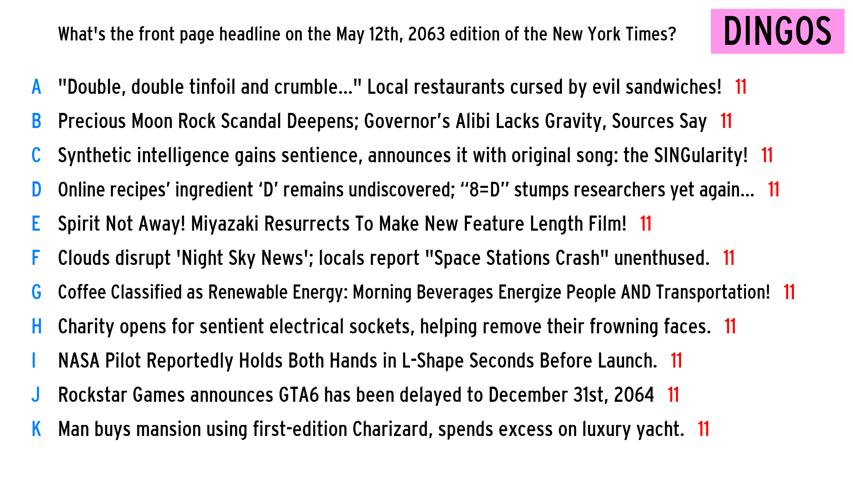 What's the front page headline on the May 12th, 2063 edition of the New York Times?
DINGOS
A "Double, double tinfoil and crumble..." Local restaurants cursed by evil sandwiches! 11
B Precious Moon Rock Scandal Deepens; Governor's Alibi Lacks Gravity, Sources Say 11
C Synthetic intelligence gains sentience, announces it with original song: the SINGularity! 11
D Online recipes’ ingredient ‘D’ remains undiscovered; “8=D” stumps researchers yet again... 11
E Spirit Not Away! Miyazaki Resurrects To Make New Feature Length Film! 11
F Clouds disrupt 'Night Sky News'; locals report "Space Stations Crash" unenthused. 11
G Coffee Classified as Renewable Energy: Morning Beverages Energize People AND Transportation! 11
H Charity opens for sentient electrical sockets, helping remove their frowning faces. 11
I NASA Pilot Reportedly Holds Both Hands in L-Shape Seconds Before Launch. 11
J Rockstar Games announces GTA6 has been delayed to December 31st, 2064 11
K Man buys mansion using first-edition Charizard, spends excess on luxury yacht. 11